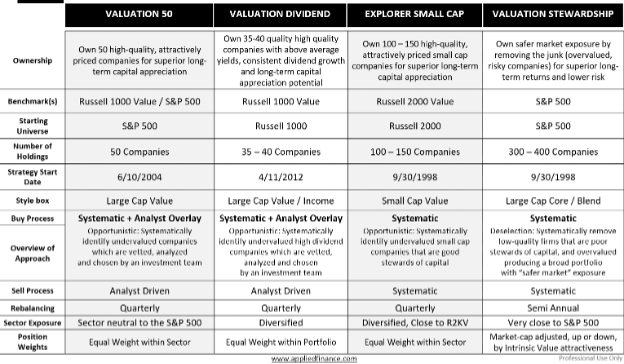 VALUATION 50 VALUATION DIVIDEND EXPLORER SMALL CAP VALUATION STEWARDSHIP
Ownership
Own 50 high-quality, attractively
priced companies for superior long-
term capital appreciation
Own 35-40 quality high quality
companies with above average
yields, consistent dividend growth
and long-term capital
appreciation potential
Own 100 – 150 high-quality,
attractively priced small cap
companies for superior long-term
capital appreciation
Own safer market exposure by
removing the junk (overvalued,
risky companies) for superior long-
term returns and lower risk
Benchmark(s) Russell 1000 Value / S&P 500 Russell 1000 Value Russell 2000 Value S&P 500
Starting
Universe
S&P 500 Russell 1000 Russell 2000 S&P 500
Number of
Holdings
50 Companies 35 – 40 Companies 100 – 150 Companies 300 – 400 Companies
Strategy Start
Date
6/10/2004 4/11/2012 9/30/1998 9/30/1998
Style box Large Cap Value Large Cap Value / Income Small Cap Value Large Cap Core / Blend
Buy Process Systematic + Analyst Overlay Systematic + Analyst Overlay Systematic Systematic
Overview of
Approach
Opportunistic: Systematically
identify undervalued companies
which are vetted, analyzed
and chosen by an investment team
Opportunistic: Systematically
identify undervalued high dividend
companies which are vetted,
analyzed and chosen
by an investment team
Opportunistic: Systematically
identify undervalued small cap
companies that are good
stewards of capital
Deselection: Systematically remove
low-quality firms that are poor
stewards of capital, and overvalued
producing a broad portfolio
with "safer market" exposure
Sell Process Analyst Driven Analyst Driven Systematic Systematic
Rebalancing Quarterly Quarterly Quarterly Semi Annual
Sector Exposure Sector neutral to the S&P 500 Diversified Diversified, Close to R2KV Very close to S&P 500
Position
Weights
Equal Weight within Sector Equal Weight within Portfolio Equal Weight within Sector
Market-cap adjusted, up or down,
by Intrinsic Value attractiveness
www.appliedfinance.com Professional Use Only